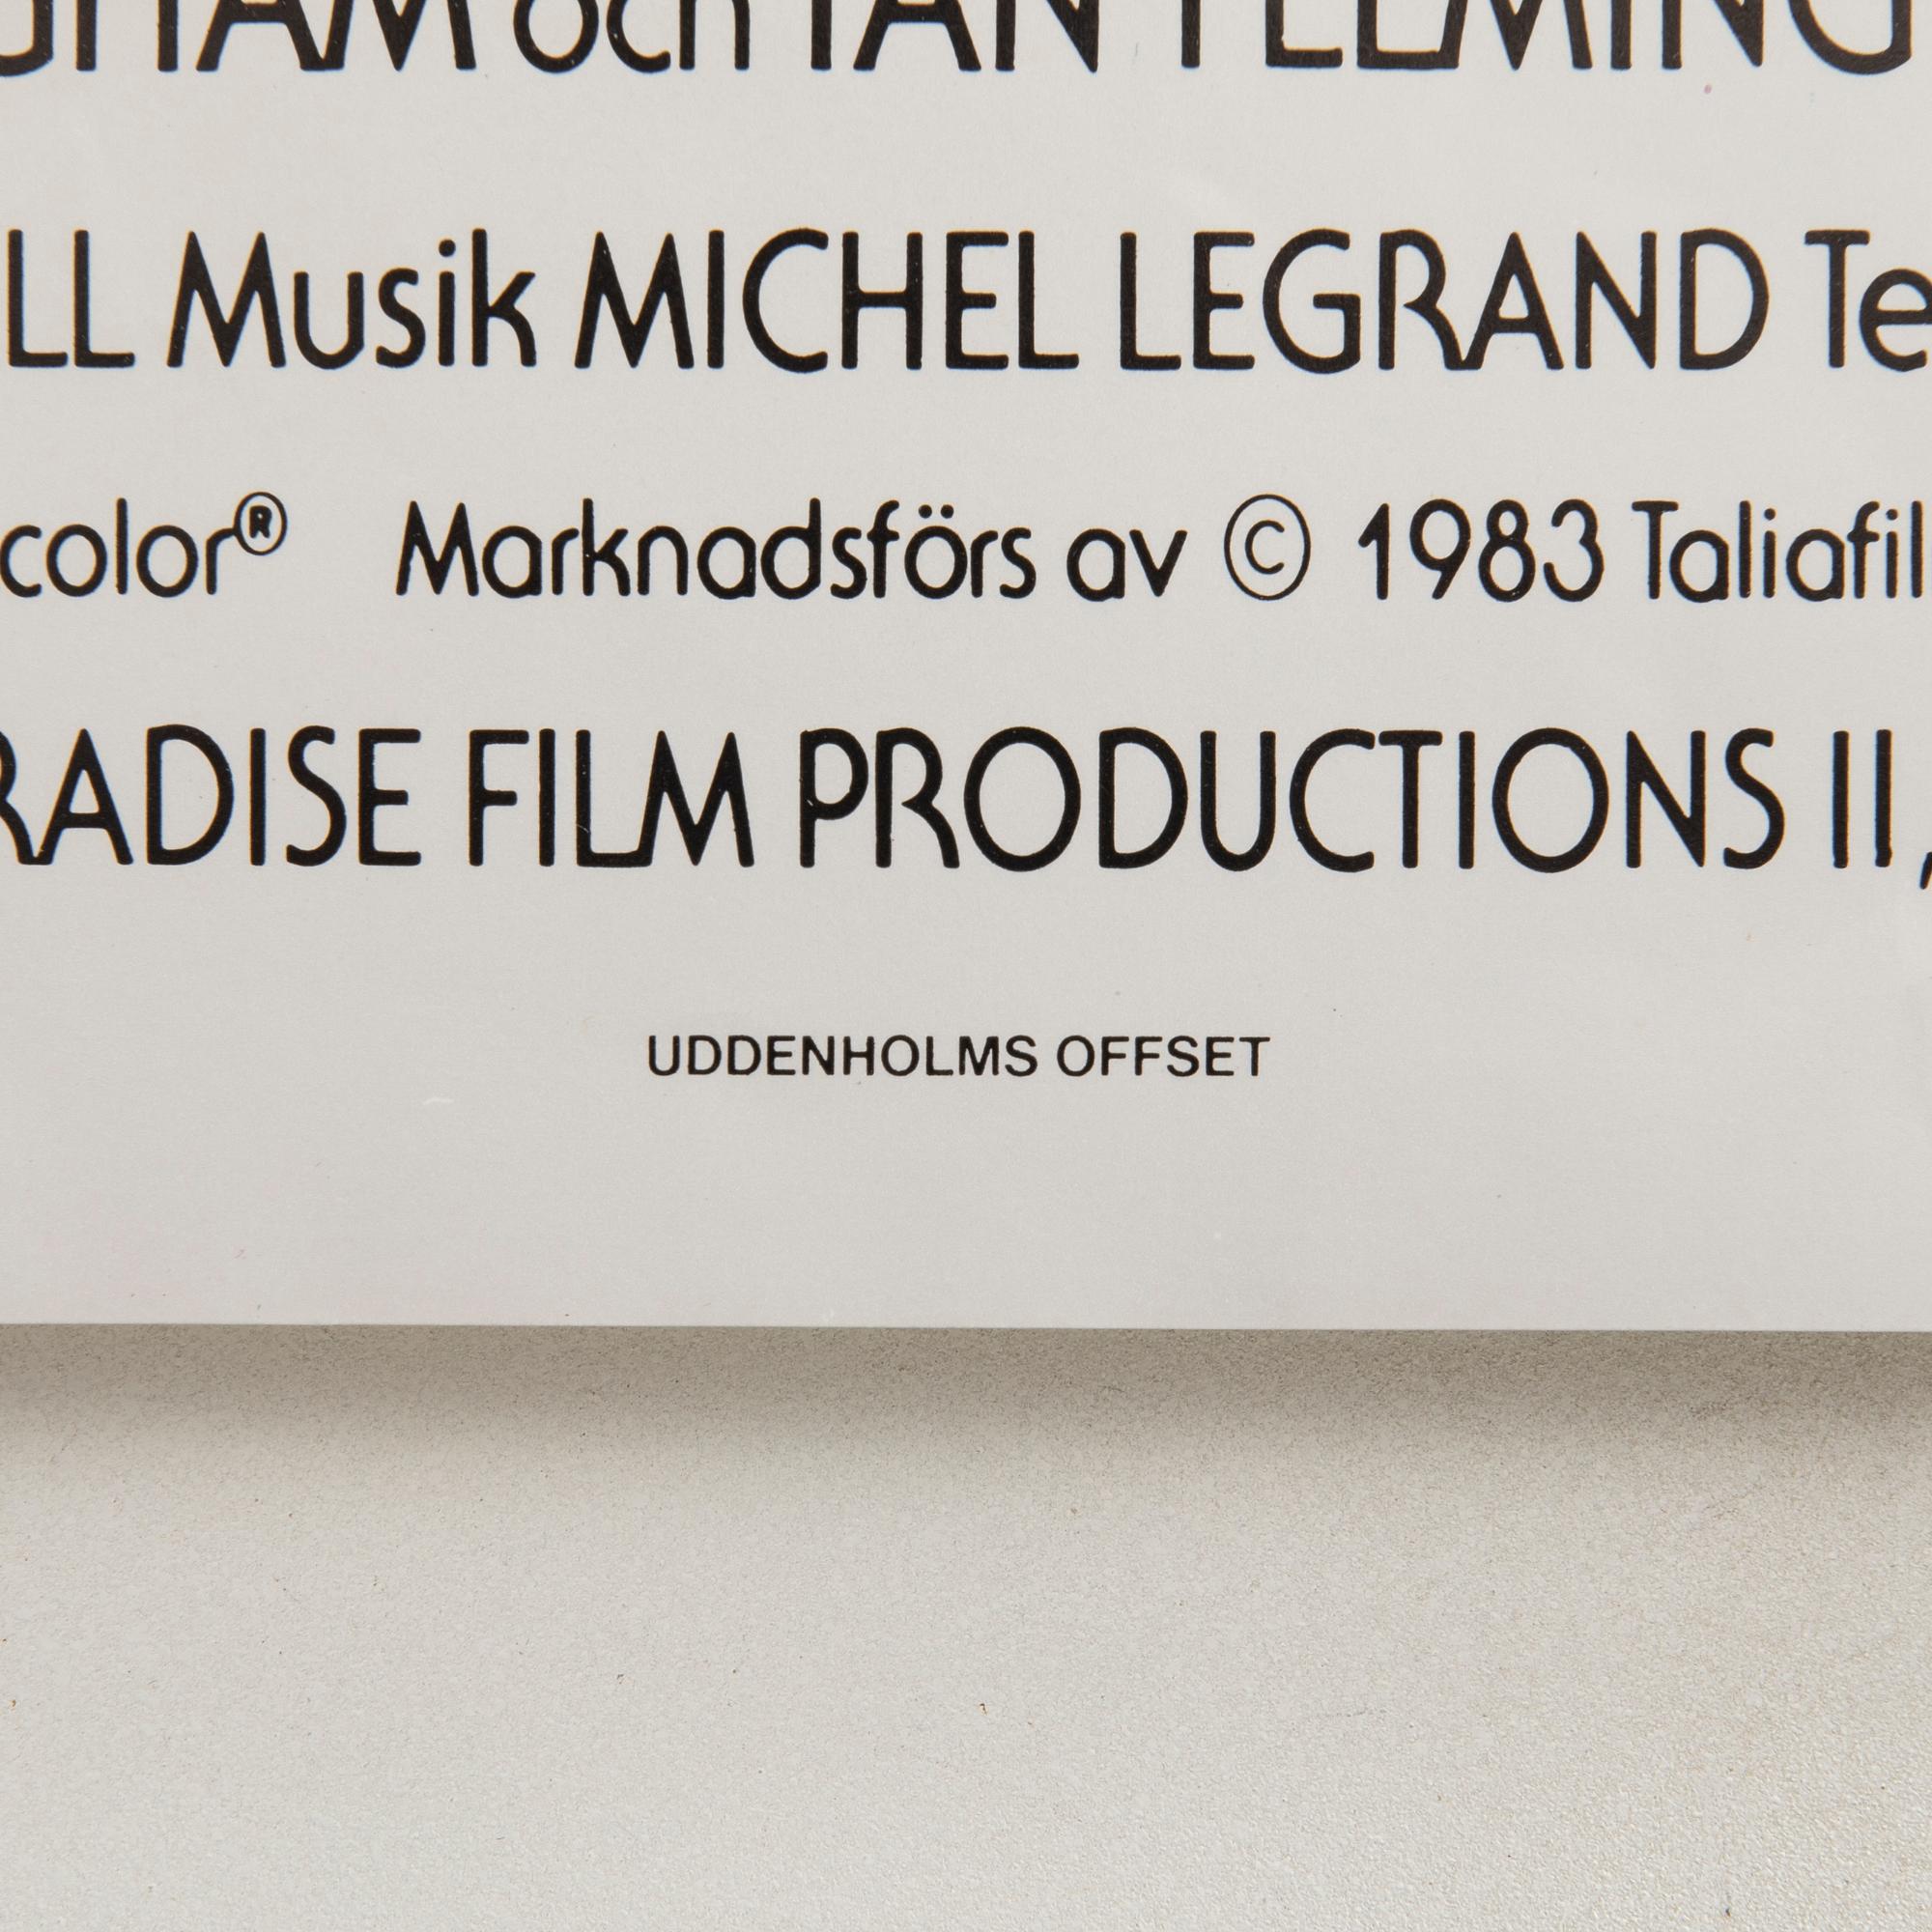 och IAN FLEMING
LL Musik MICHEL LEGRAND Te
color® Marknadsförs av © 1983 Taliafil
RADISE FILM PRODUCTIONS II,
UDDENHOLMS OFFSET